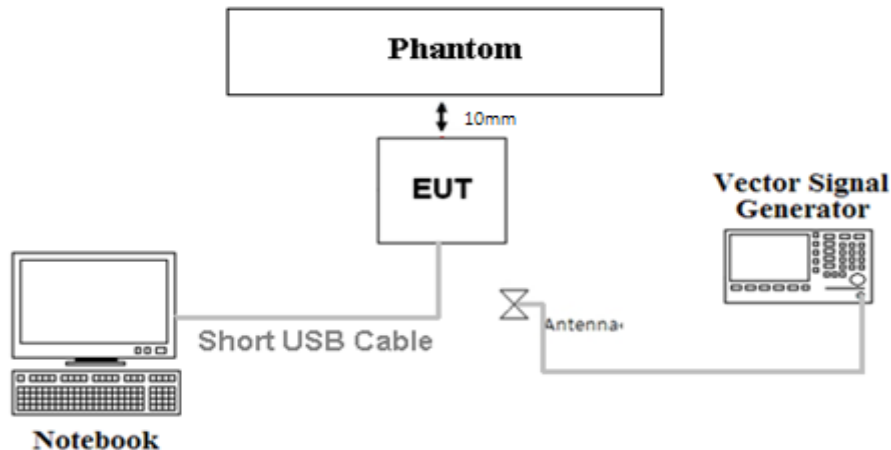 Phantom
10mm
EUT
Vector Signal
Generator
Antenna
Short USB Cable
Notebook